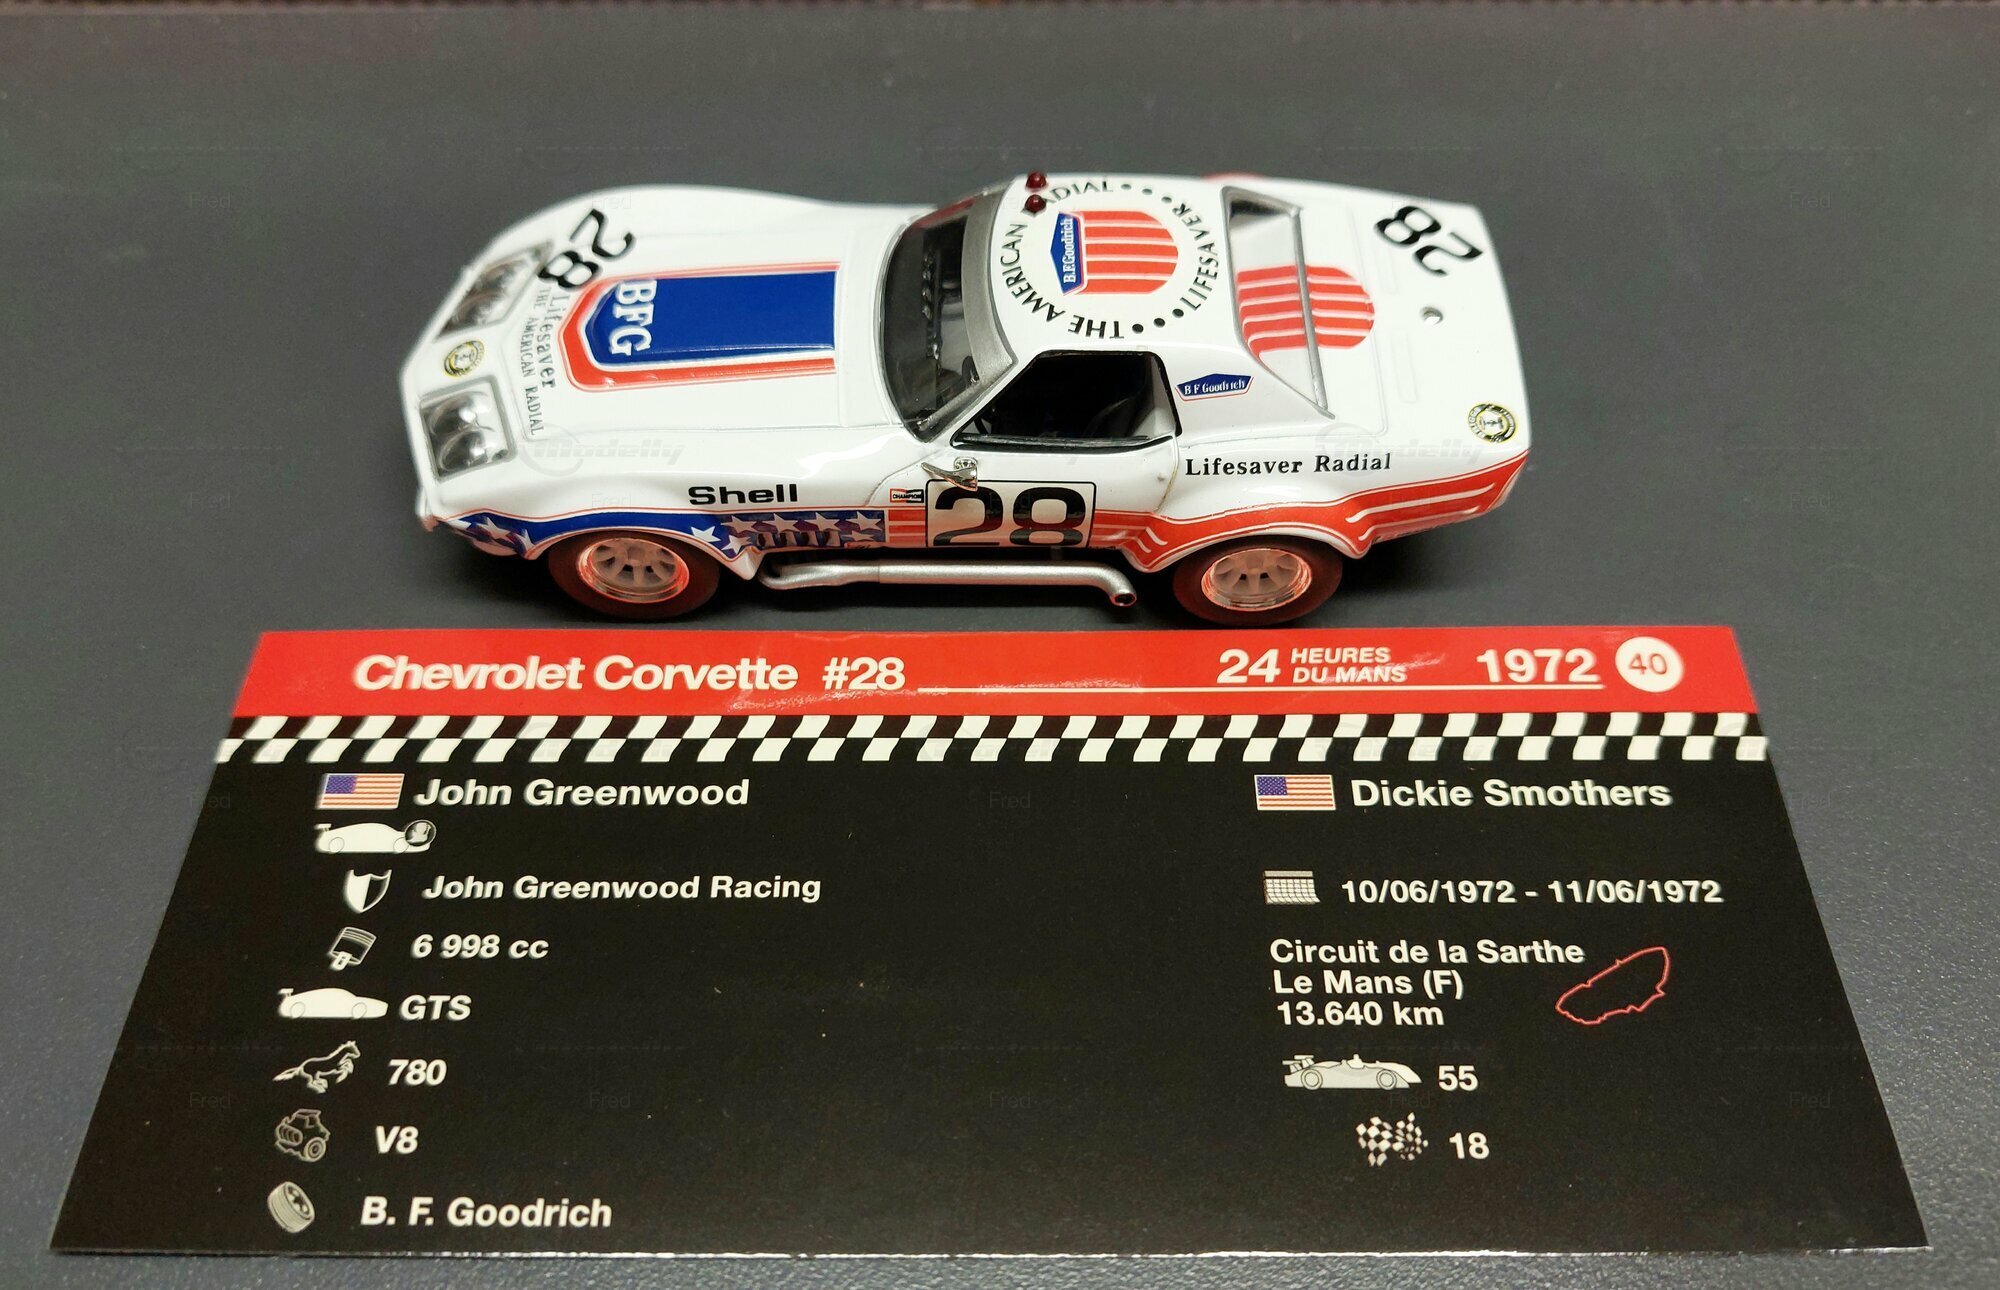 28
BFG
Lifesaver
THE AMERICAN RADIAL
THE AMERICAN RADIAL
LIFESAVER
B.F.Goodrich
28
B F Goodrich
Lifesaver Radial
Shell
CHAMPION
28
Chevrolet Corvette #28
24 HEURES DU MANS 1972 40
John Greenwood
Dickie Smothers
John Greenwood Racing
10/06/1972 - 11/06/1972
6 998 cc
Circuit de la Sarthe
Le Mans (F)
13.640 km
GTS
780
55
V8
18
B. F. Goodrich
Modelly
Fred